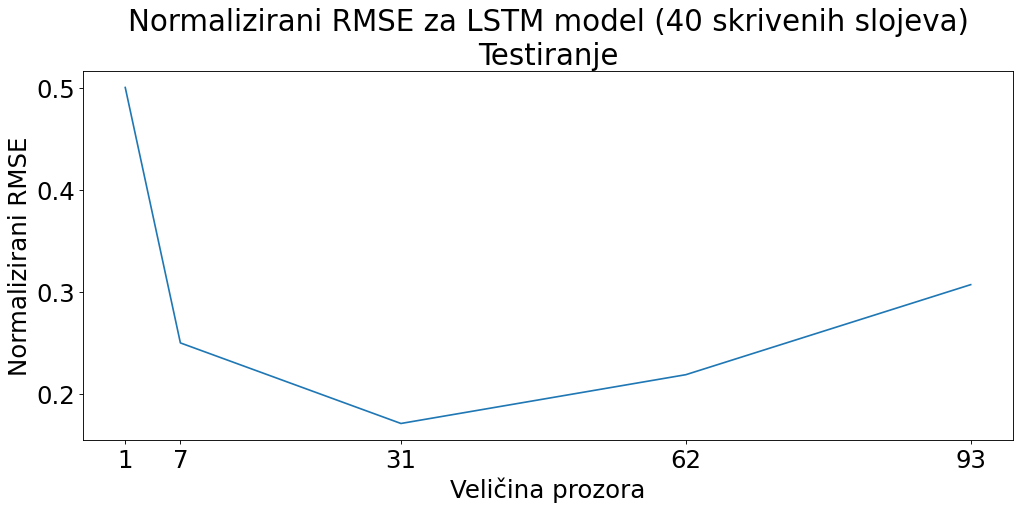 Normalizirani RMSE za LSTM model (40 skrivenih slojeva)
Testiranje
Normalizirani RMSE
0.5
0.4
0.3
0.2
1 7 31 62 93
Veličina prozora